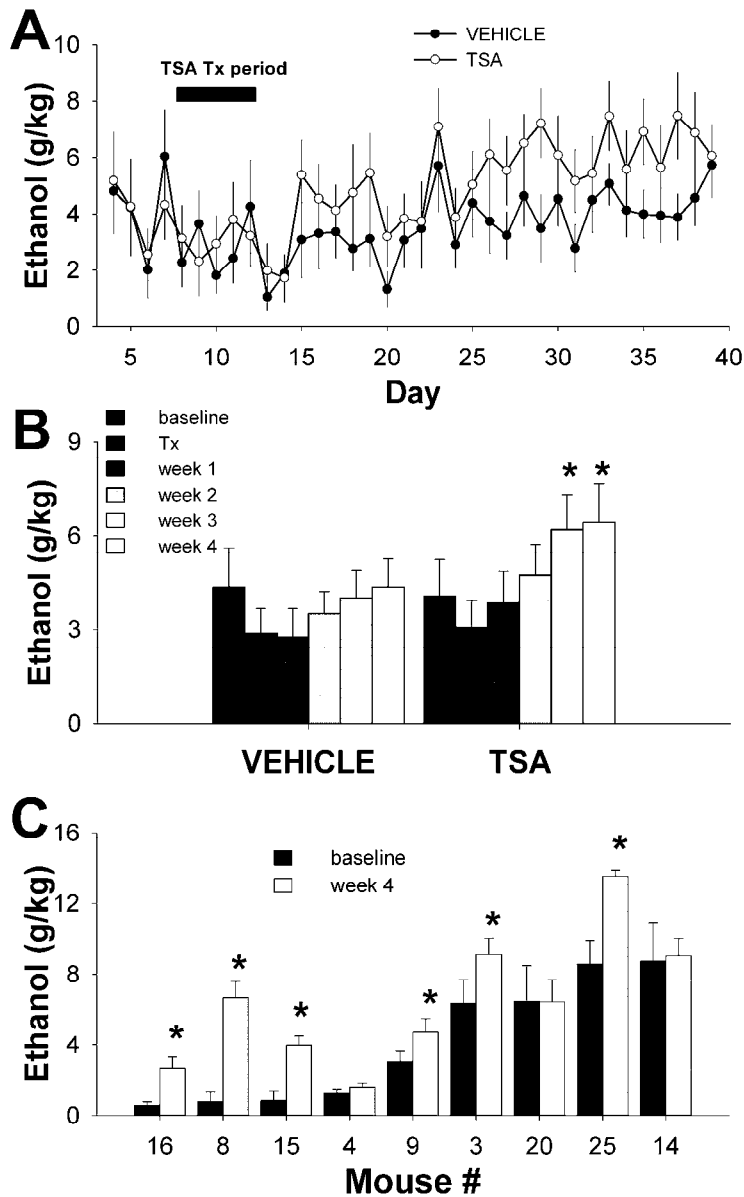 A
VEHICLE
TSA
TSA Tx period
Ethanol (g/kg)
10
8
6
4
2
0
5 10 15 20 25 30 35 40
Day
B
baseline
Tx
week 1
week 2
week 3
week 4
Ethanol (g/kg)
9
6
3
0
* *
VEHICLE TSA
C
baseline
week 4
Ethanol (g/kg)
16
12
8
4
0
* * * * * *
16 8 15 4 9 3 20 25 14
Mouse #